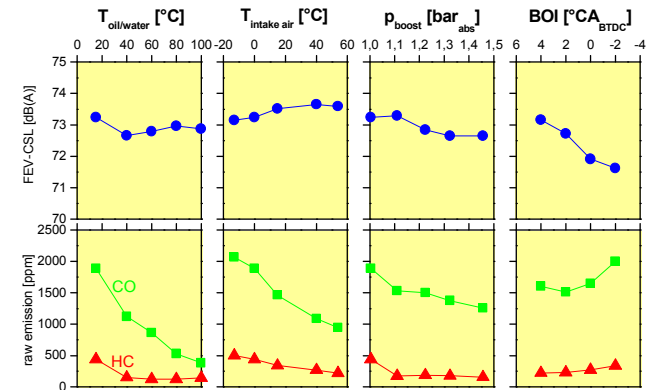 T oil/water [°C]
T intake air [°C]
p boost [bar abs]
BOI [°CA BTDC]
0 20 40 60 80 100
-20 0 20 40 60
1,0 1,1 1,2 1,3 1,4 1,5
6 4 2 0 -2 -4
75
74
73
72
71
70
FEV-CSL [dB(A)]
2500
2000
1500
1000
500
0
raw emission [ppm]
CO
HC